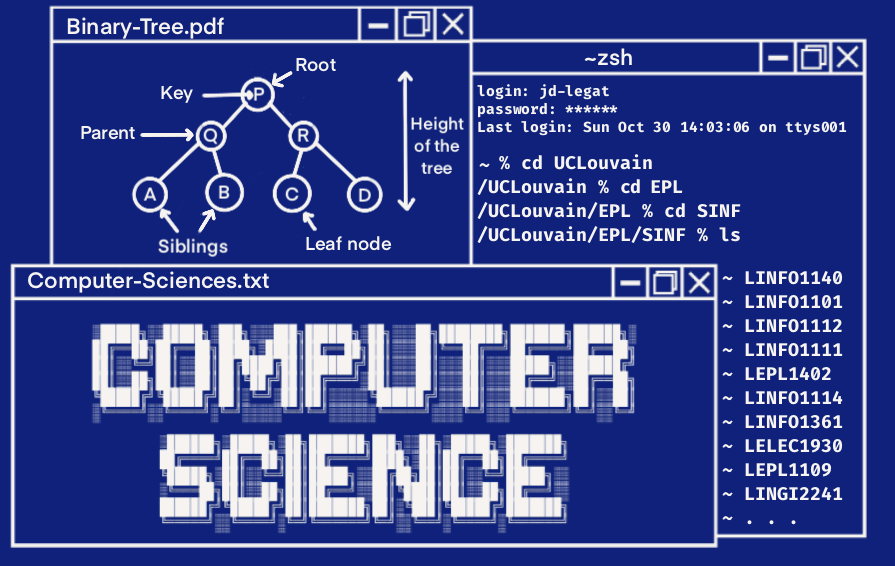 Binary-Tree.pdf
Root
Key
P
Parent
Q
R
Height
of the
tree
A
B
C
D
Siblings
Leaf node
~zsh
login: jd-legat
password: ******
Last login: Sun Oct 30 14:03:06 on ttys001
~ % cd UCLouvain
/UCLouvain % cd EPL
/UCLouvain/EPL % cd SINF
/UCLouvain/EPL/SINF % ls
~ LINFO1140
~ LINFO1101
~ LINFO1112
~ LINFO1111
~ LEPL1402
~ LINFO1114
~ LINFO1361
~ LELEC1930
~ LEPL1109
~ LINGI2241
~ . . .
Computer-Sciences.txt
COMPUTER
SCIENCE